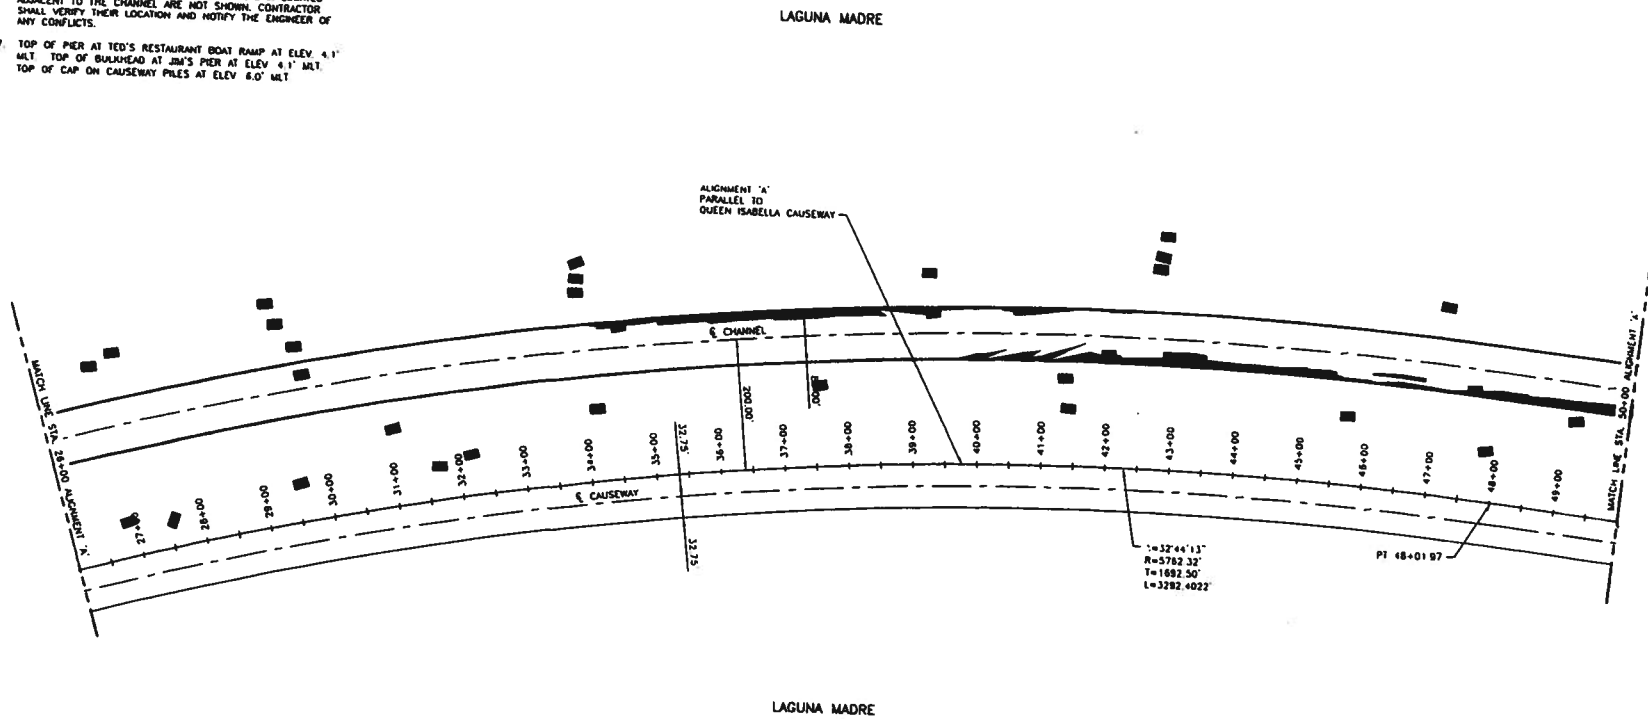 ADJACENT TO THE CHANNEL ARE NOT SHOWN. CONTRACTOR
SHALL VERIFY THEIR LOCATION AND NOTIFY THE ENGINEER OF
ANY CONFLICTS.
TOP OF PIER AT TED'S RESTAURANT BOAT RAMP AT ELEV. 4.1'
MLT. TOP OF BULKHEAD AT JIM'S PIER AT ELEV 4.1' MLT.
TOP OF CAP ON CAUSEWAY PILES AT ELEV 6.0' MLT
LAGUNA MADRE
ALIGNMENT 'A'
PARALLEL TO
QUEEN ISABELLA CAUSEWAY
℄ CHANNEL
200.00'
MATCH LINE STA. 26+00 ALIGNMENT 'A'
MATCH LINE STA. 50+00 ALIGNMENT 'A'
27+00
28+00
29+00
30+00
31+00
32+00
33+00
34+00
35+00
32.75'
36+00
37+00
38+00
39+00
40+00
41+00
42+00
43+00
44+00
45+00
46+00
47+00
48+00
49+00
℄ CAUSEWAY
32.75'
=32°44'13"
R=5762.32'
T=1692.50'
L=3292.4022'
PT 48+01.97
LAGUNA MADRE